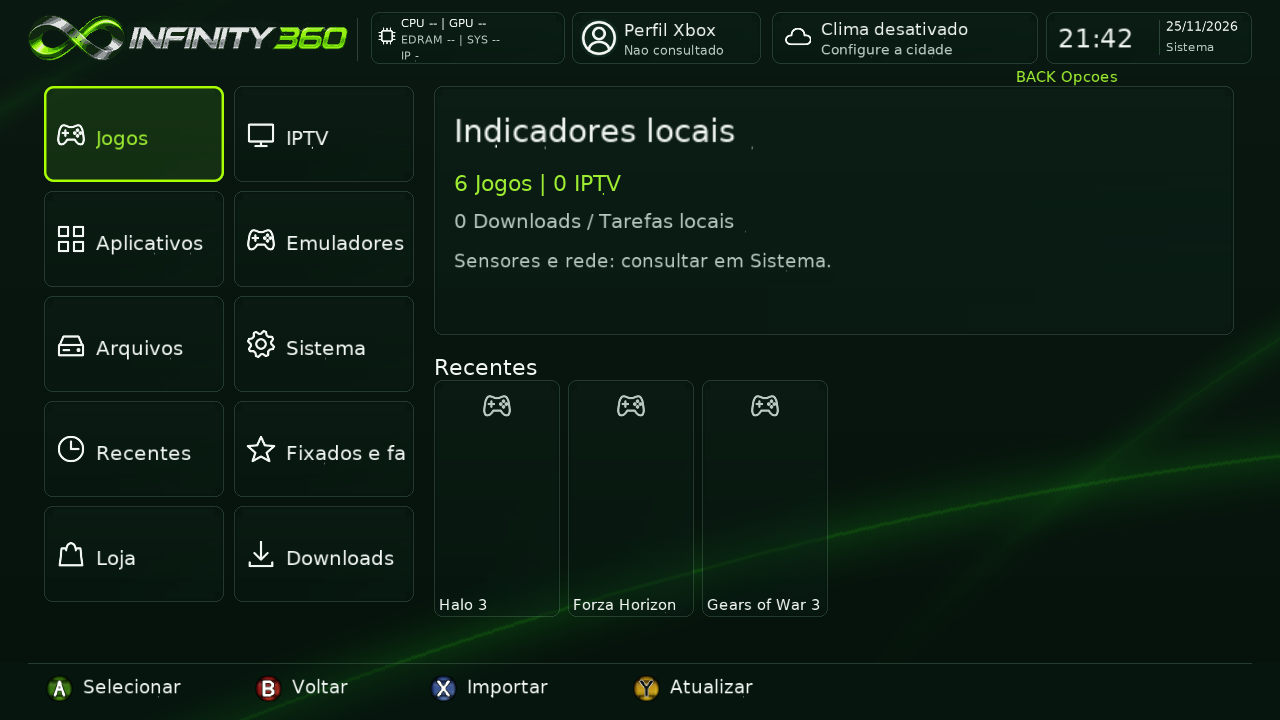 INFINITY 360
CPU -- | GPU --
EDRAM -- | SYS --
IP -
Perfil Xbox
Nao consultado
Clima desativado
Configure a cidade
21:42
25/11/2026
Sistema
BACK Opcoes
Jogos
IPTV
Aplicativos
Emuladores
Arquivos
Sistema
Recentes
Fixados e fa
Loja
Downloads
Indicadores locais
6 Jogos | 0 IPTV
0 Downloads / Tarefas locais
Sensores e rede: consultar em Sistema.
Recentes
Halo 3
Forza Horizon
Gears of War 3
A Selecionar
B Voltar
X Importar
Y Atualizar